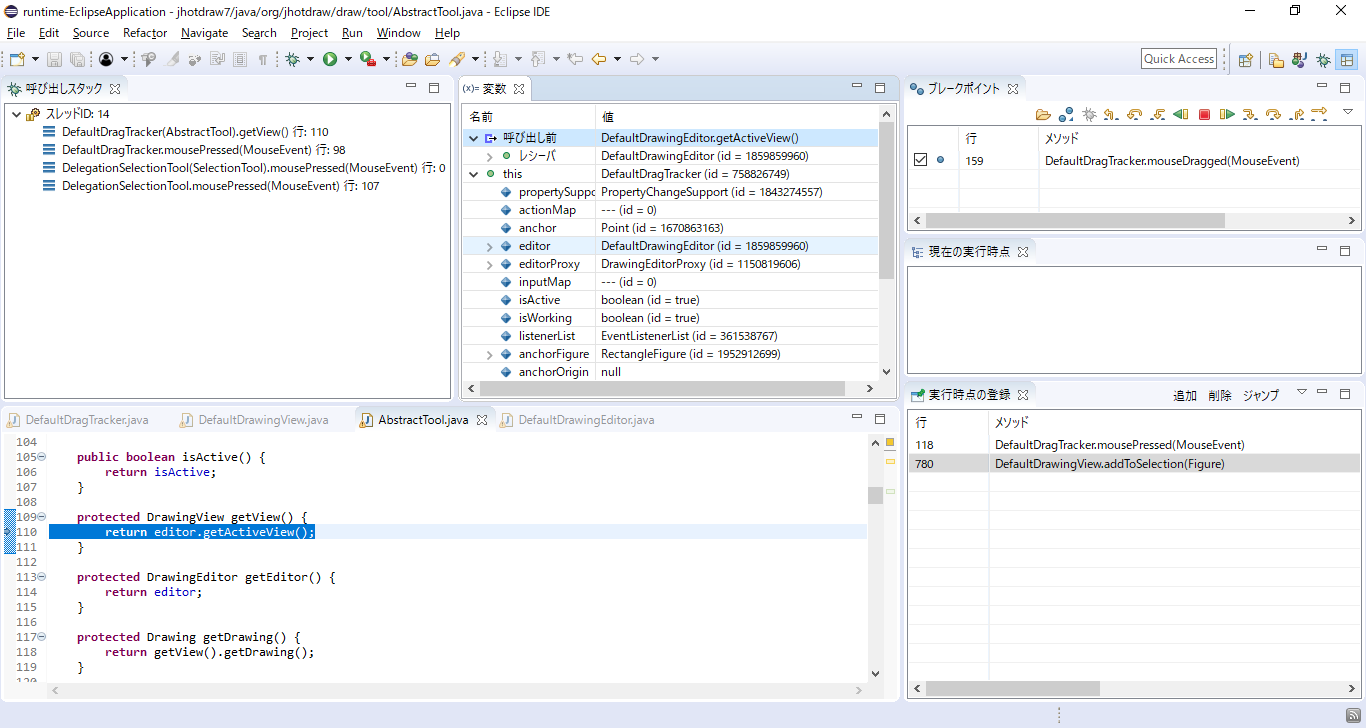 runtime-EclipseApplication - jhotdraw7/java/org/jhotdraw/draw/tool/AbstractTool.java - Eclipse IDE
File Edit Source Refactor Navigate Search Project Run Window Help
Quick Access
呼び出しスタック
スレッドID: 14
DefaultDragTracker(AbstractTool).getView() 行: 110
DefaultDragTracker.mousePressed(MouseEvent) 行: 98
DelegationSelectionTool(SelectionTool).mousePressed(MouseEvent) 行: 0
DelegationSelectionTool.mousePressed(MouseEvent) 行: 107
(x)= 変数
名前 値
呼び出し前 DefaultDrawingEditor.getActiveView()
レシーバ DefaultDrawingEditor (id = 1859859960)
this DefaultDragTracker (id = 758826749)
propertySuppo PropertyChangeSupport (id = 1843274557)
actionMap --- (id = 0)
anchor Point (id = 1670863163)
editor DefaultDrawingEditor (id = 1859859960)
editorProxy DrawingEditorProxy (id = 1150819606)
inputMap --- (id = 0)
isActive boolean (id = true)
isWorking boolean (id = true)
listenerList EventListenerList (id = 361538767)
anchorFigure RectangleFigure (id = 1952912699)
anchorOrigin null
ブレークポイント
行 メソッド
159 DefaultDragTracker.mouseDragged(MouseEvent)
現在の実行時点
実行時点の登録 追加 削除 ジャンプ
行 メソッド
118 DefaultDragTracker.mousePressed(MouseEvent)
780 DefaultDrawingView.addToSelection(Figure)
DefaultDragTracker.java DefaultDrawingView.java AbstractTool.java DefaultDrawingEditor.java
104
105 public boolean isActive() {
106 return isActive;
107 }
108
109 protected DrawingView getView() {
110 return editor.getActiveView();
111 }
112
113 protected DrawingEditor getEditor() {
114 return editor;
115 }
116
117 protected Drawing getDrawing() {
118 return getView().getDrawing();
119 }
120